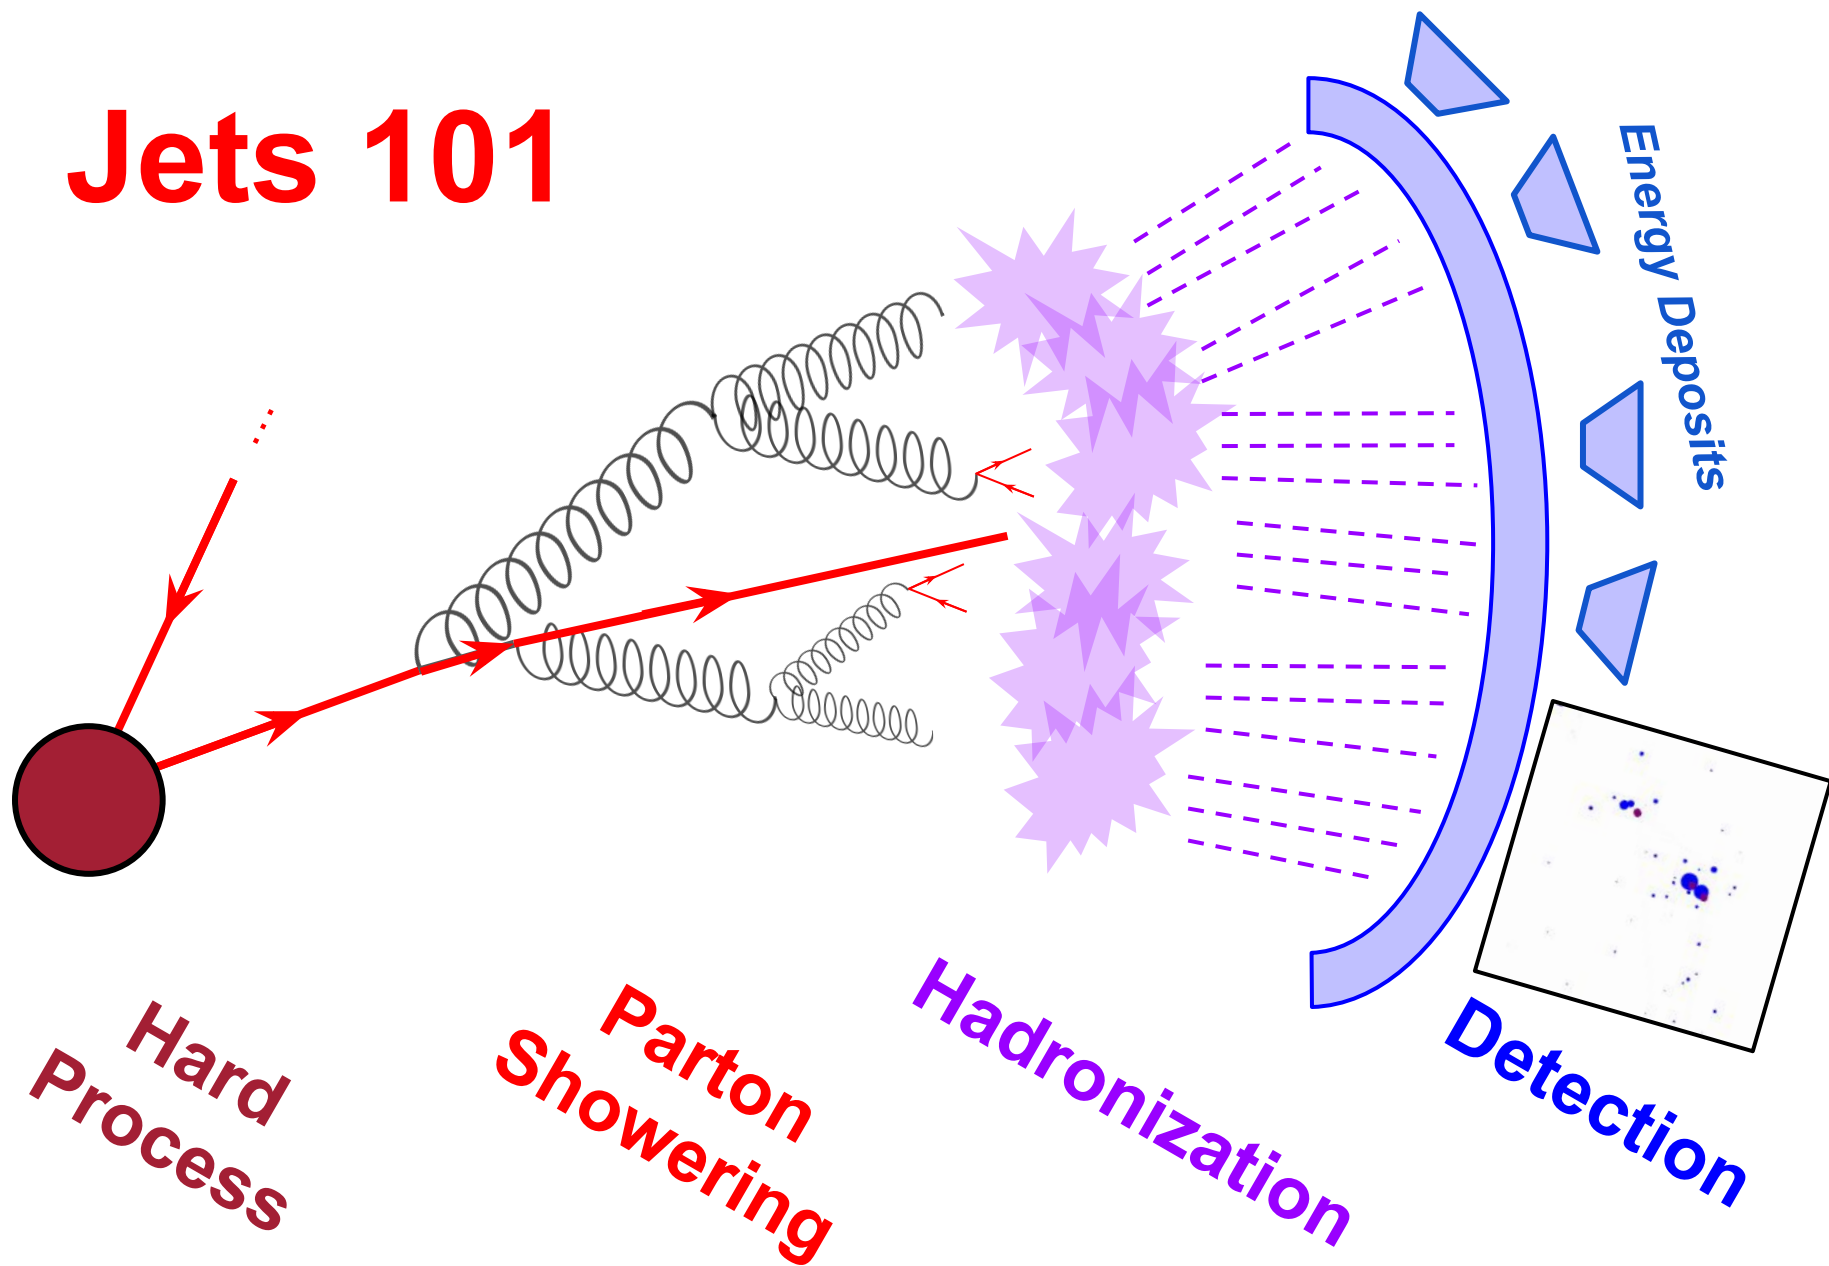 Jets 101
Energy Deposits
Hard
Process
Parton
Showering
Hadronization
Detection